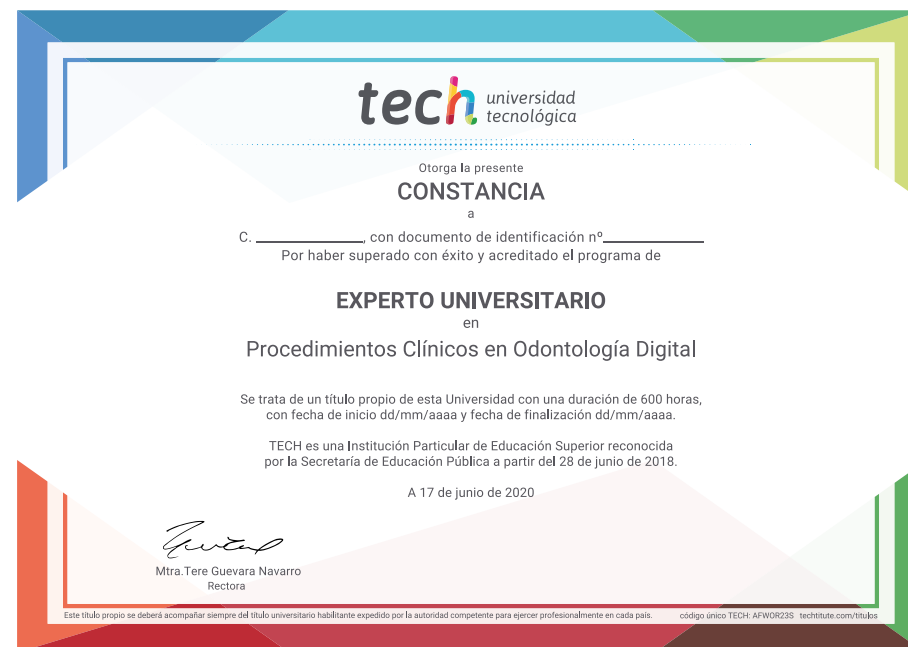 tech universidad
tecnológica
Otorga la presente
CONSTANCIA
a
C. ______________, con documento de identificación nº_____________
Por haber superado con éxito y acreditado el programa de
EXPERTO UNIVERSITARIO
en
Procedimientos Clínicos en Odontología Digital
Se trata de un título propio de esta Universidad con una duración de 600 horas,
con fecha de inicio dd/mm/aaaa y fecha de finalización dd/mm/aaaa.
TECH es una Institución Particular de Educación Superior reconocida
por la Secretaría de Educación Pública a partir del 28 de junio de 2018.
A 17 de junio de 2020
Mtra.Tere Guevara Navarro
Rectora
Este título propio se deberá acompañar siempre del título universitario habilitante expedido por la autoridad competente para ejercer profesionalmente en cada país. código único TECH: AFWOR23S techtitute.com/titulos